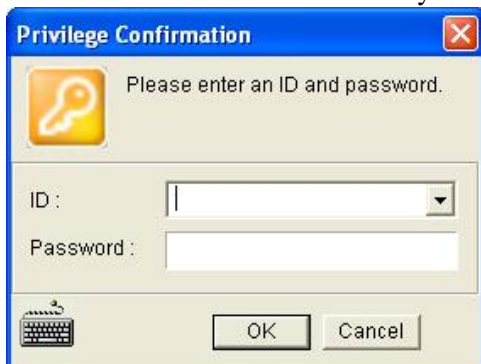 Privilege Confirmation
Please enter an ID and password.
ID :
Password :
OK Cancel